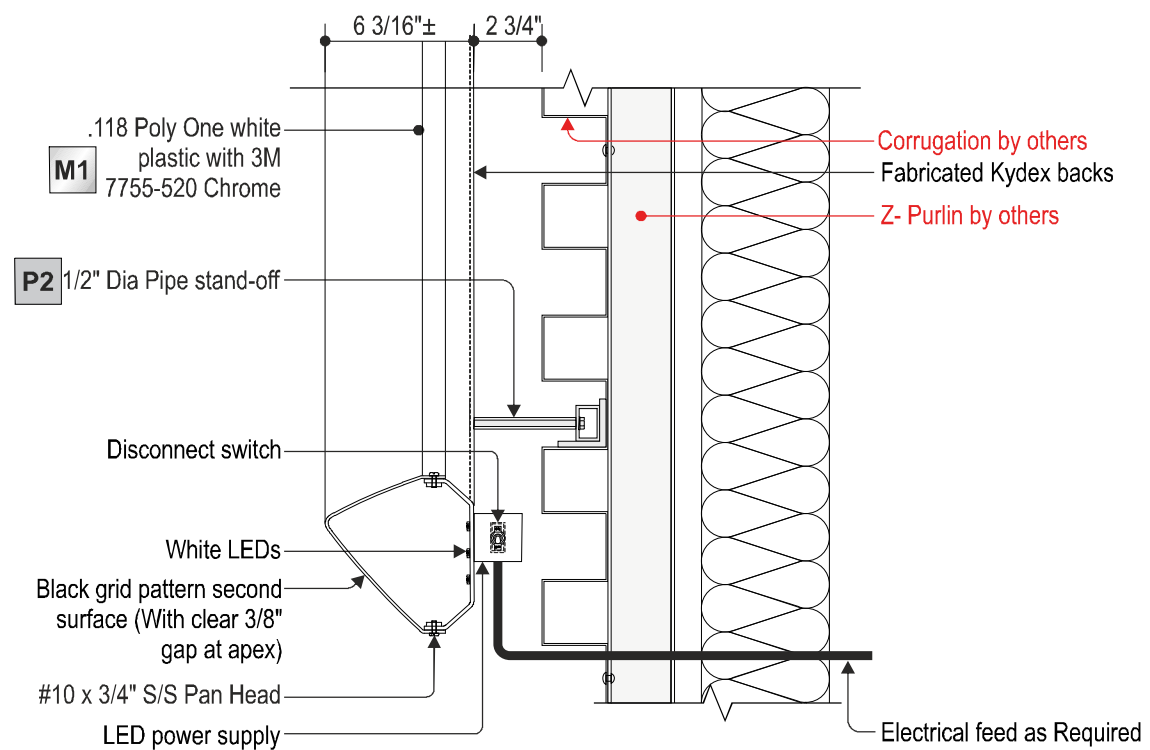 6 3/16"±
2 3/4"
.118 Poly One white
plastic with 3M
7755-520 Chrome
M1
Corrugation by others
Fabricated Kydex backs
Z- Purlin by others
P2
1/2" Dia Pipe stand-off
Disconnect switch
White LEDs
Black grid pattern second
surface (With clear 3/8"
gap at apex)
#10 x 3/4" S/S Pan Head
LED power supply
Electrical feed as Required